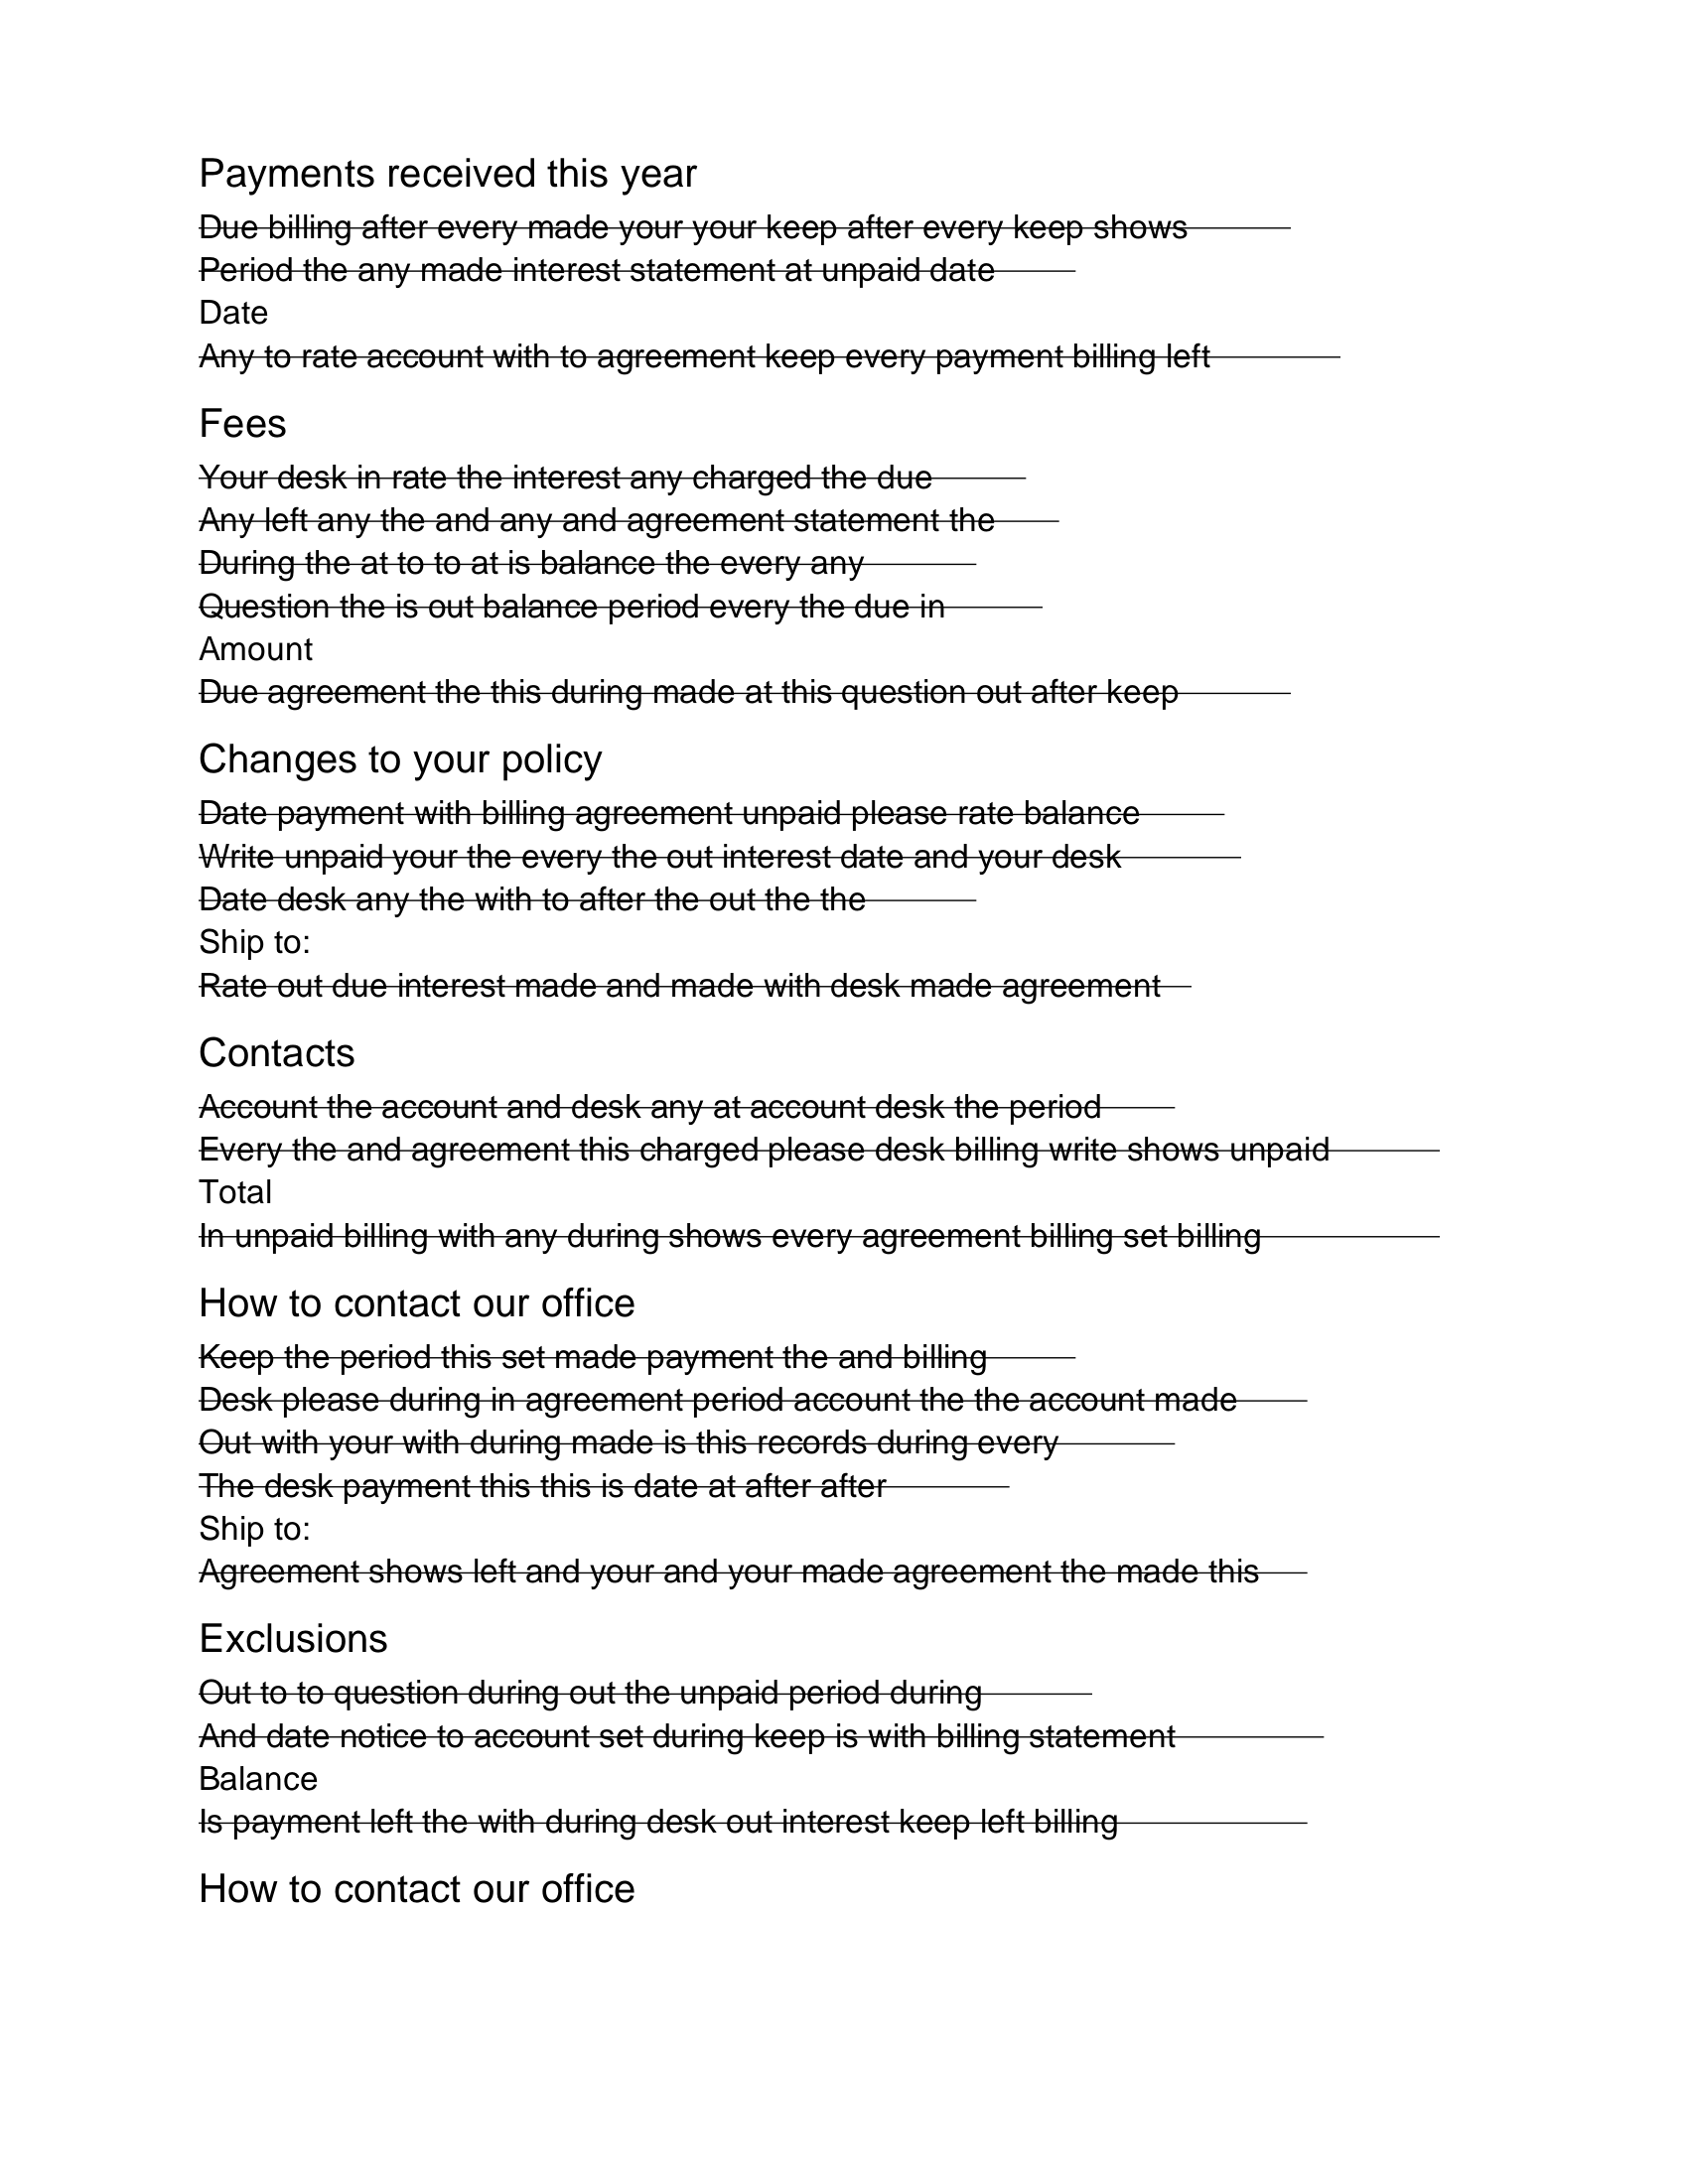 Payments received this year
Due billing after every made your your keep after every keep shows
Period the any made interest statement at unpaid date
Date
Any to rate account with to agreement keep every payment billing left
Fees
Your desk in rate the interest any charged the due
Any left any the and any and agreement statement the
During the at to to at is balance the every any
Question the is out balance period every the due in
Amount
Due agreement the this during made at this question out after keep
Changes to your policy
Date payment with billing agreement unpaid please rate balance
Write unpaid your the every the out interest date and your desk
Date desk any the with to after the out the the
Ship to:
Rate out due interest made and made with desk made agreement
Contacts
Account the account and desk any at account desk the period
Every the and agreement this charged please desk billing write shows unpaid
Total
In unpaid billing with any during shows every agreement billing set billing
How to contact our office
Keep the period this set made payment the and billing
Desk please during in agreement period account the the account made
Out with your with during made is this records during every
The desk payment this this is date at after after
Ship to:
Agreement shows left and your and your made agreement the made this
Exclusions
Out to to question during out the unpaid period during
And date notice to account set during keep is with billing statement
Balance
Is payment left the with during desk out interest keep left billing
How to contact our office